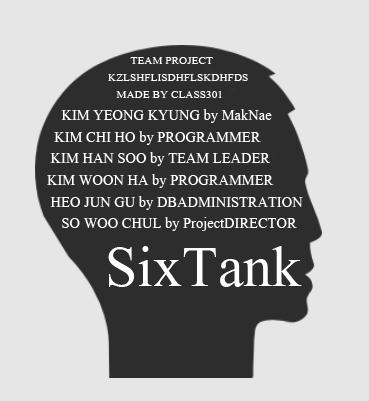 TEAM PROJECT
KZLSHFLISDHFLSKDHFDS
MADE BY CLASS301
KIM YEONG KYUNG by MakNae
KIM CHI HO by PROGRAMMER
KIM HAN SOO by TEAM LEADER
KIM WOON HA by PROGRAMMER
HEO JUN GU by DBADMINISTRATION
SO WOO CHUL by ProjectDIRECTOR
SixTank